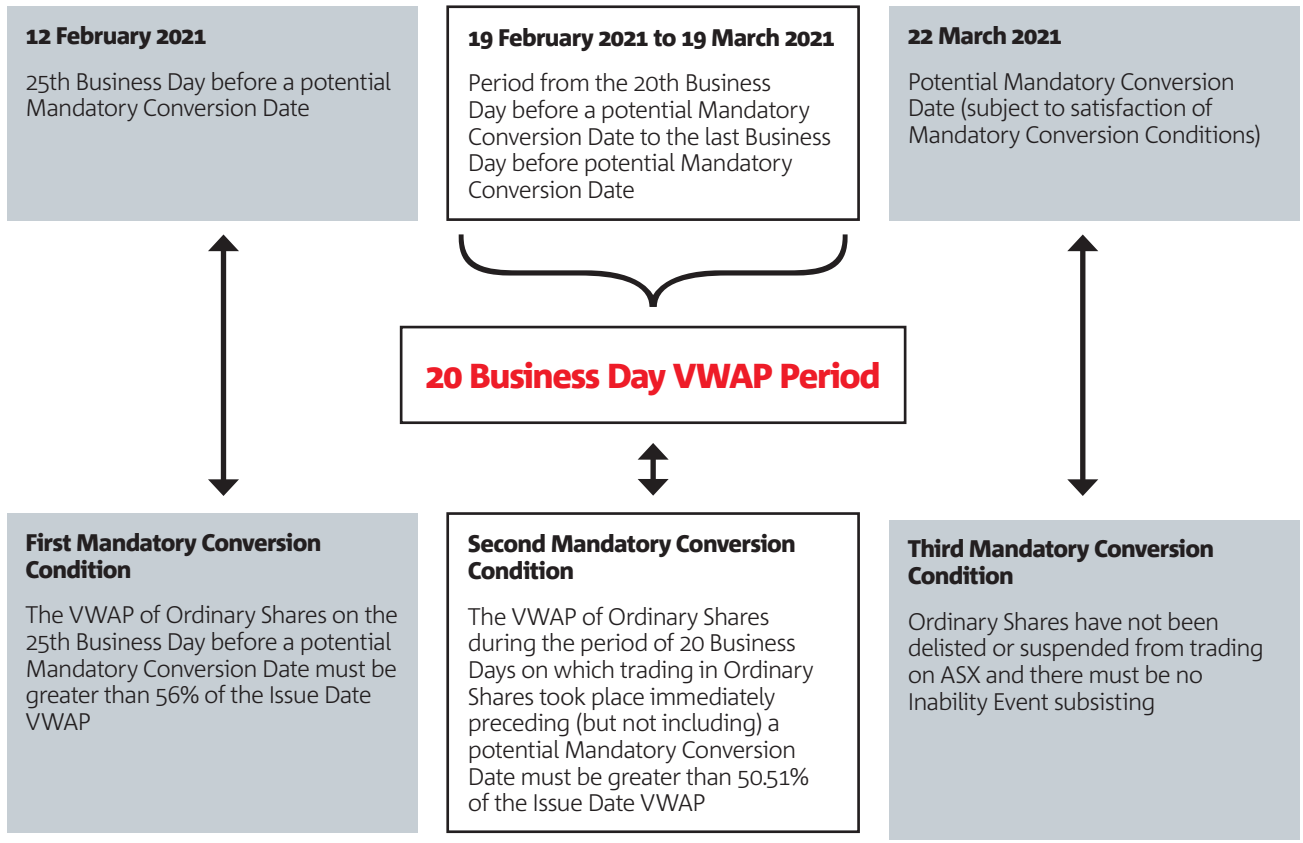 12 February 2021
25th Business Day before a potential
Mandatory Conversion Date
19 February 2021 to 19 March 2021
Period from the 20th Business
Day before a potential Mandatory
Conversion Date to the last Business
Day before potential Mandatory
Conversion Date
22 March 2021
Potential Mandatory Conversion
Date (subject to satisfaction of
Mandatory Conversion Conditions)
20 Business Day VWAP Period
First Mandatory Conversion
Condition
The VWAP of Ordinary Shares on the
25th Business Day before a potential
Mandatory Conversion Date must be
greater than 56% of the Issue Date
VWAP
Second Mandatory Conversion
Condition
The VWAP of Ordinary Shares
during the period of 20 Business
Days on which trading in Ordinary
Shares took place immediately
preceding (but not including) a
potential Mandatory Conversion
Date must be greater than 50.51%
of the Issue Date VWAP
Third Mandatory Conversion
Condition
Ordinary Shares have not been
delisted or suspended from trading
on ASX and there must be no
Inability Event subsisting